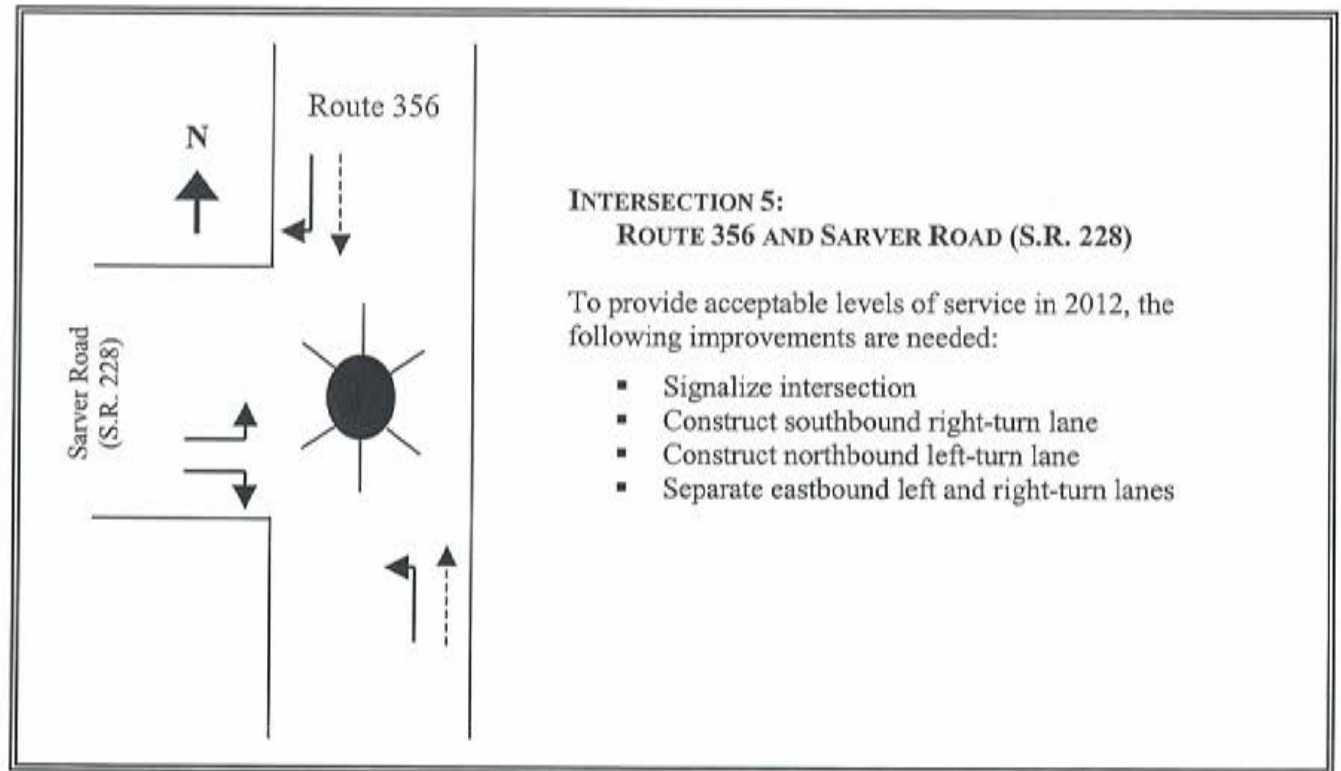 Route 356
N
Sarver Road
(S.R. 228)
INTERSECTION 5:
ROUTE 356 AND SARVER ROAD (S.R. 228)
To provide acceptable levels of service in 2012, the
following improvements are needed:
▪ Signalize intersection
▪ Construct southbound right-turn lane
▪ Construct northbound left-turn lane
▪ Separate eastbound left and right-turn lanes